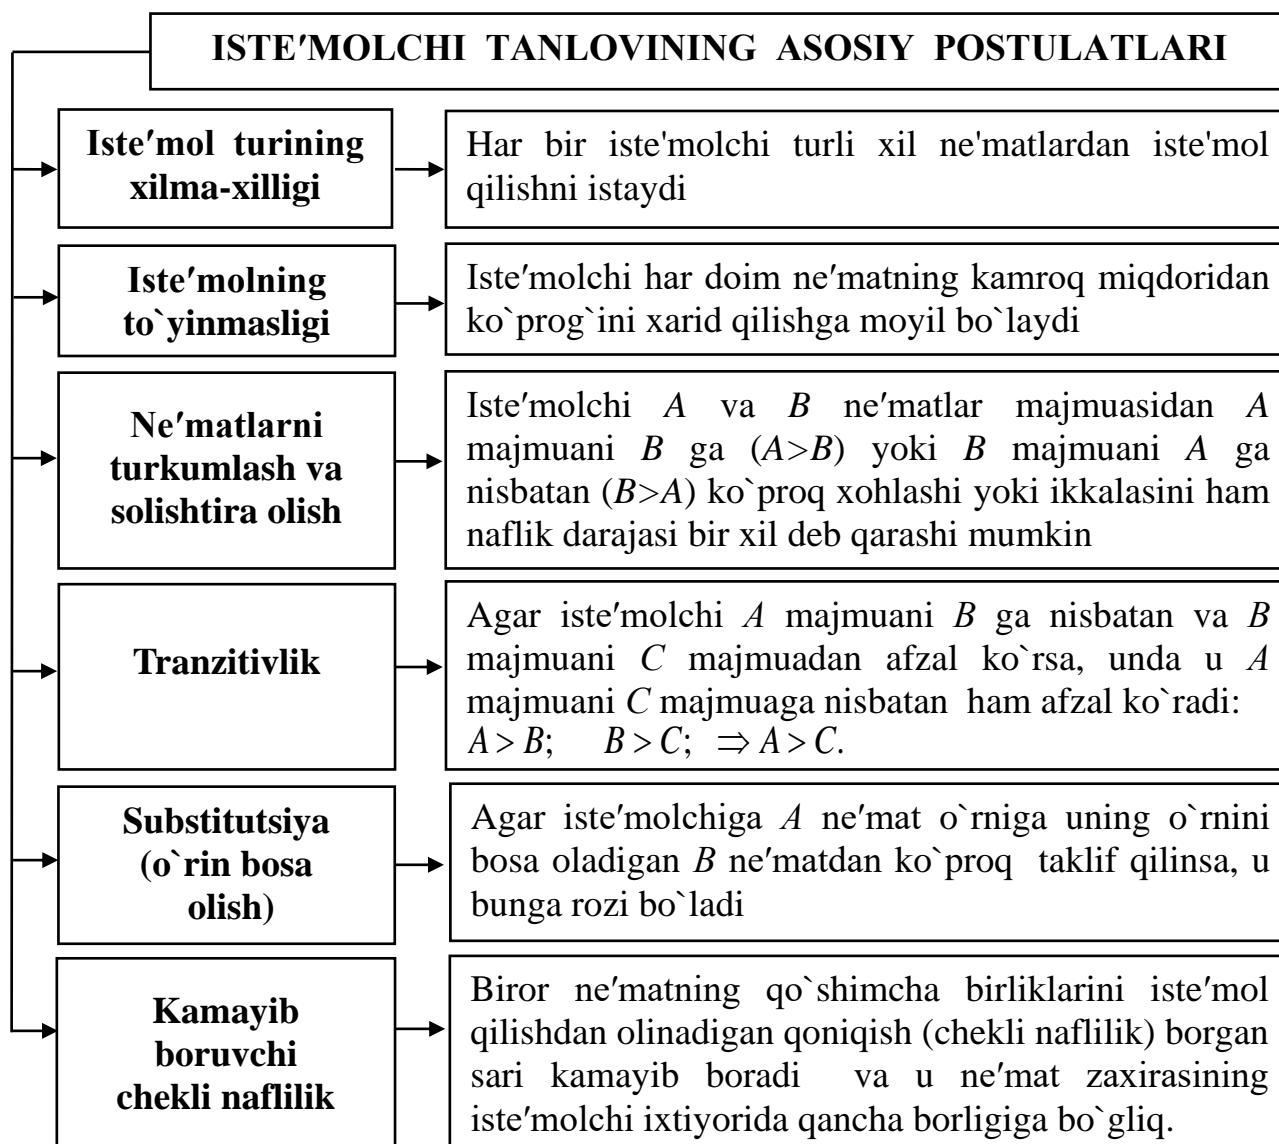 ISTE′MOLCHI TANLOVINING ASOSIY POSTULATLARI
Iste′mol turining
xilma-xilligi
Har bir iste'molchi turli xil ne'matlardan iste'mol
qilishni istaydi
Iste′molning
to`yinmasligi
Iste′molchi har doim ne′matning kamroq miqdoridan
ko`prog`ini xarid qilishga moyil bo`laydi
Ne′matlarni
turkumlash va
solishtira olish
Iste′molchi A va B ne′matlar majmuasidan A
majmuani B ga (A>B) yoki B majmuani A ga
nisbatan (B>A) ko`proq xohlashi yoki ikkalasini ham
naflik darajasi bir xil deb qarashi mumkin
Tranzitivlik
Agar iste′molchi A majmuani B ga nisbatan va B
majmuani C majmuadan afzal ko`rsa, unda u A
majmuani C majmuaga nisbatan ham afzal ko`radi:
A > B; B > C; ⇒ A > C.
Substitutsiya
(o`rin bosa
olish)
Agar iste′molchiga A ne′mat o`rniga uning o`rnini
bosa oladigan B ne′matdan ko`proq taklif qilinsa, u
bunga rozi bo`ladi
Kamayib
boruvchi
chekli naflilik
Biror ne′matning qo`shimcha birliklarini iste′mol
qilishdan olinadigan qoniqish (chekli naflilik) borgan
sari kamayib boradi va u ne′mat zaxirasining
iste′molchi ixtiyorida qancha borligiga bo`gliq.